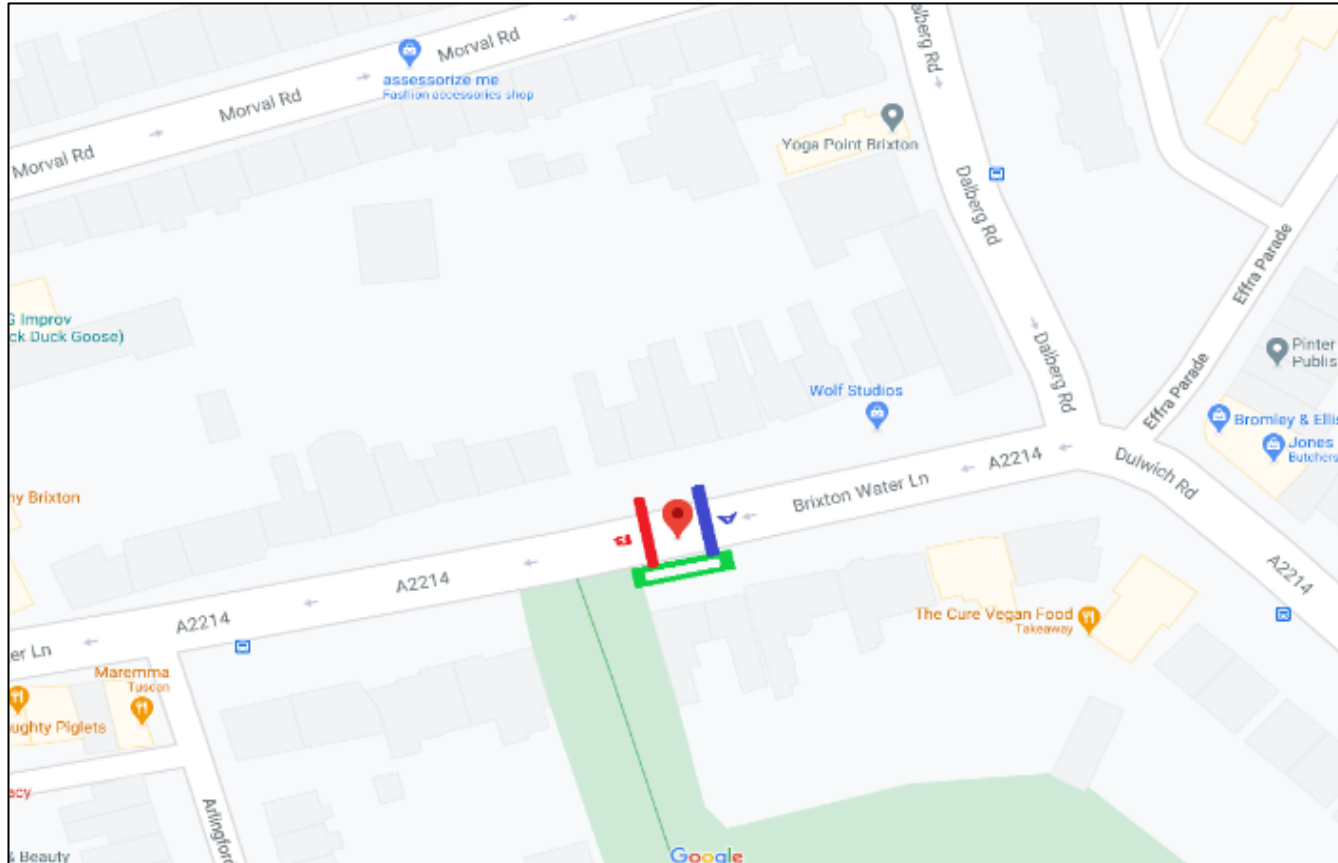 Morval Rd
assessorize me
Fashion accessories shop
Morval Rd
Morval Rd
Dalberg Rd
Yoga Point Brixton
Dalberg Rd
Effra Parade
G Improv
ck Duck Goose)
Dalberg Rd
Pinter
Publis
Effra Parade
Wolf Studios
Bromley & Ellis
Jones
Butchers
A2214
Dulwich Rd
Brixton Water Ln
ny Brixton
A2214
A2214
A2214
The Cure Vegan Food
Takeaway
er Ln
Maremma
Tuscan
ughty Piglets
acy
Arlingford
& Beauty
Google